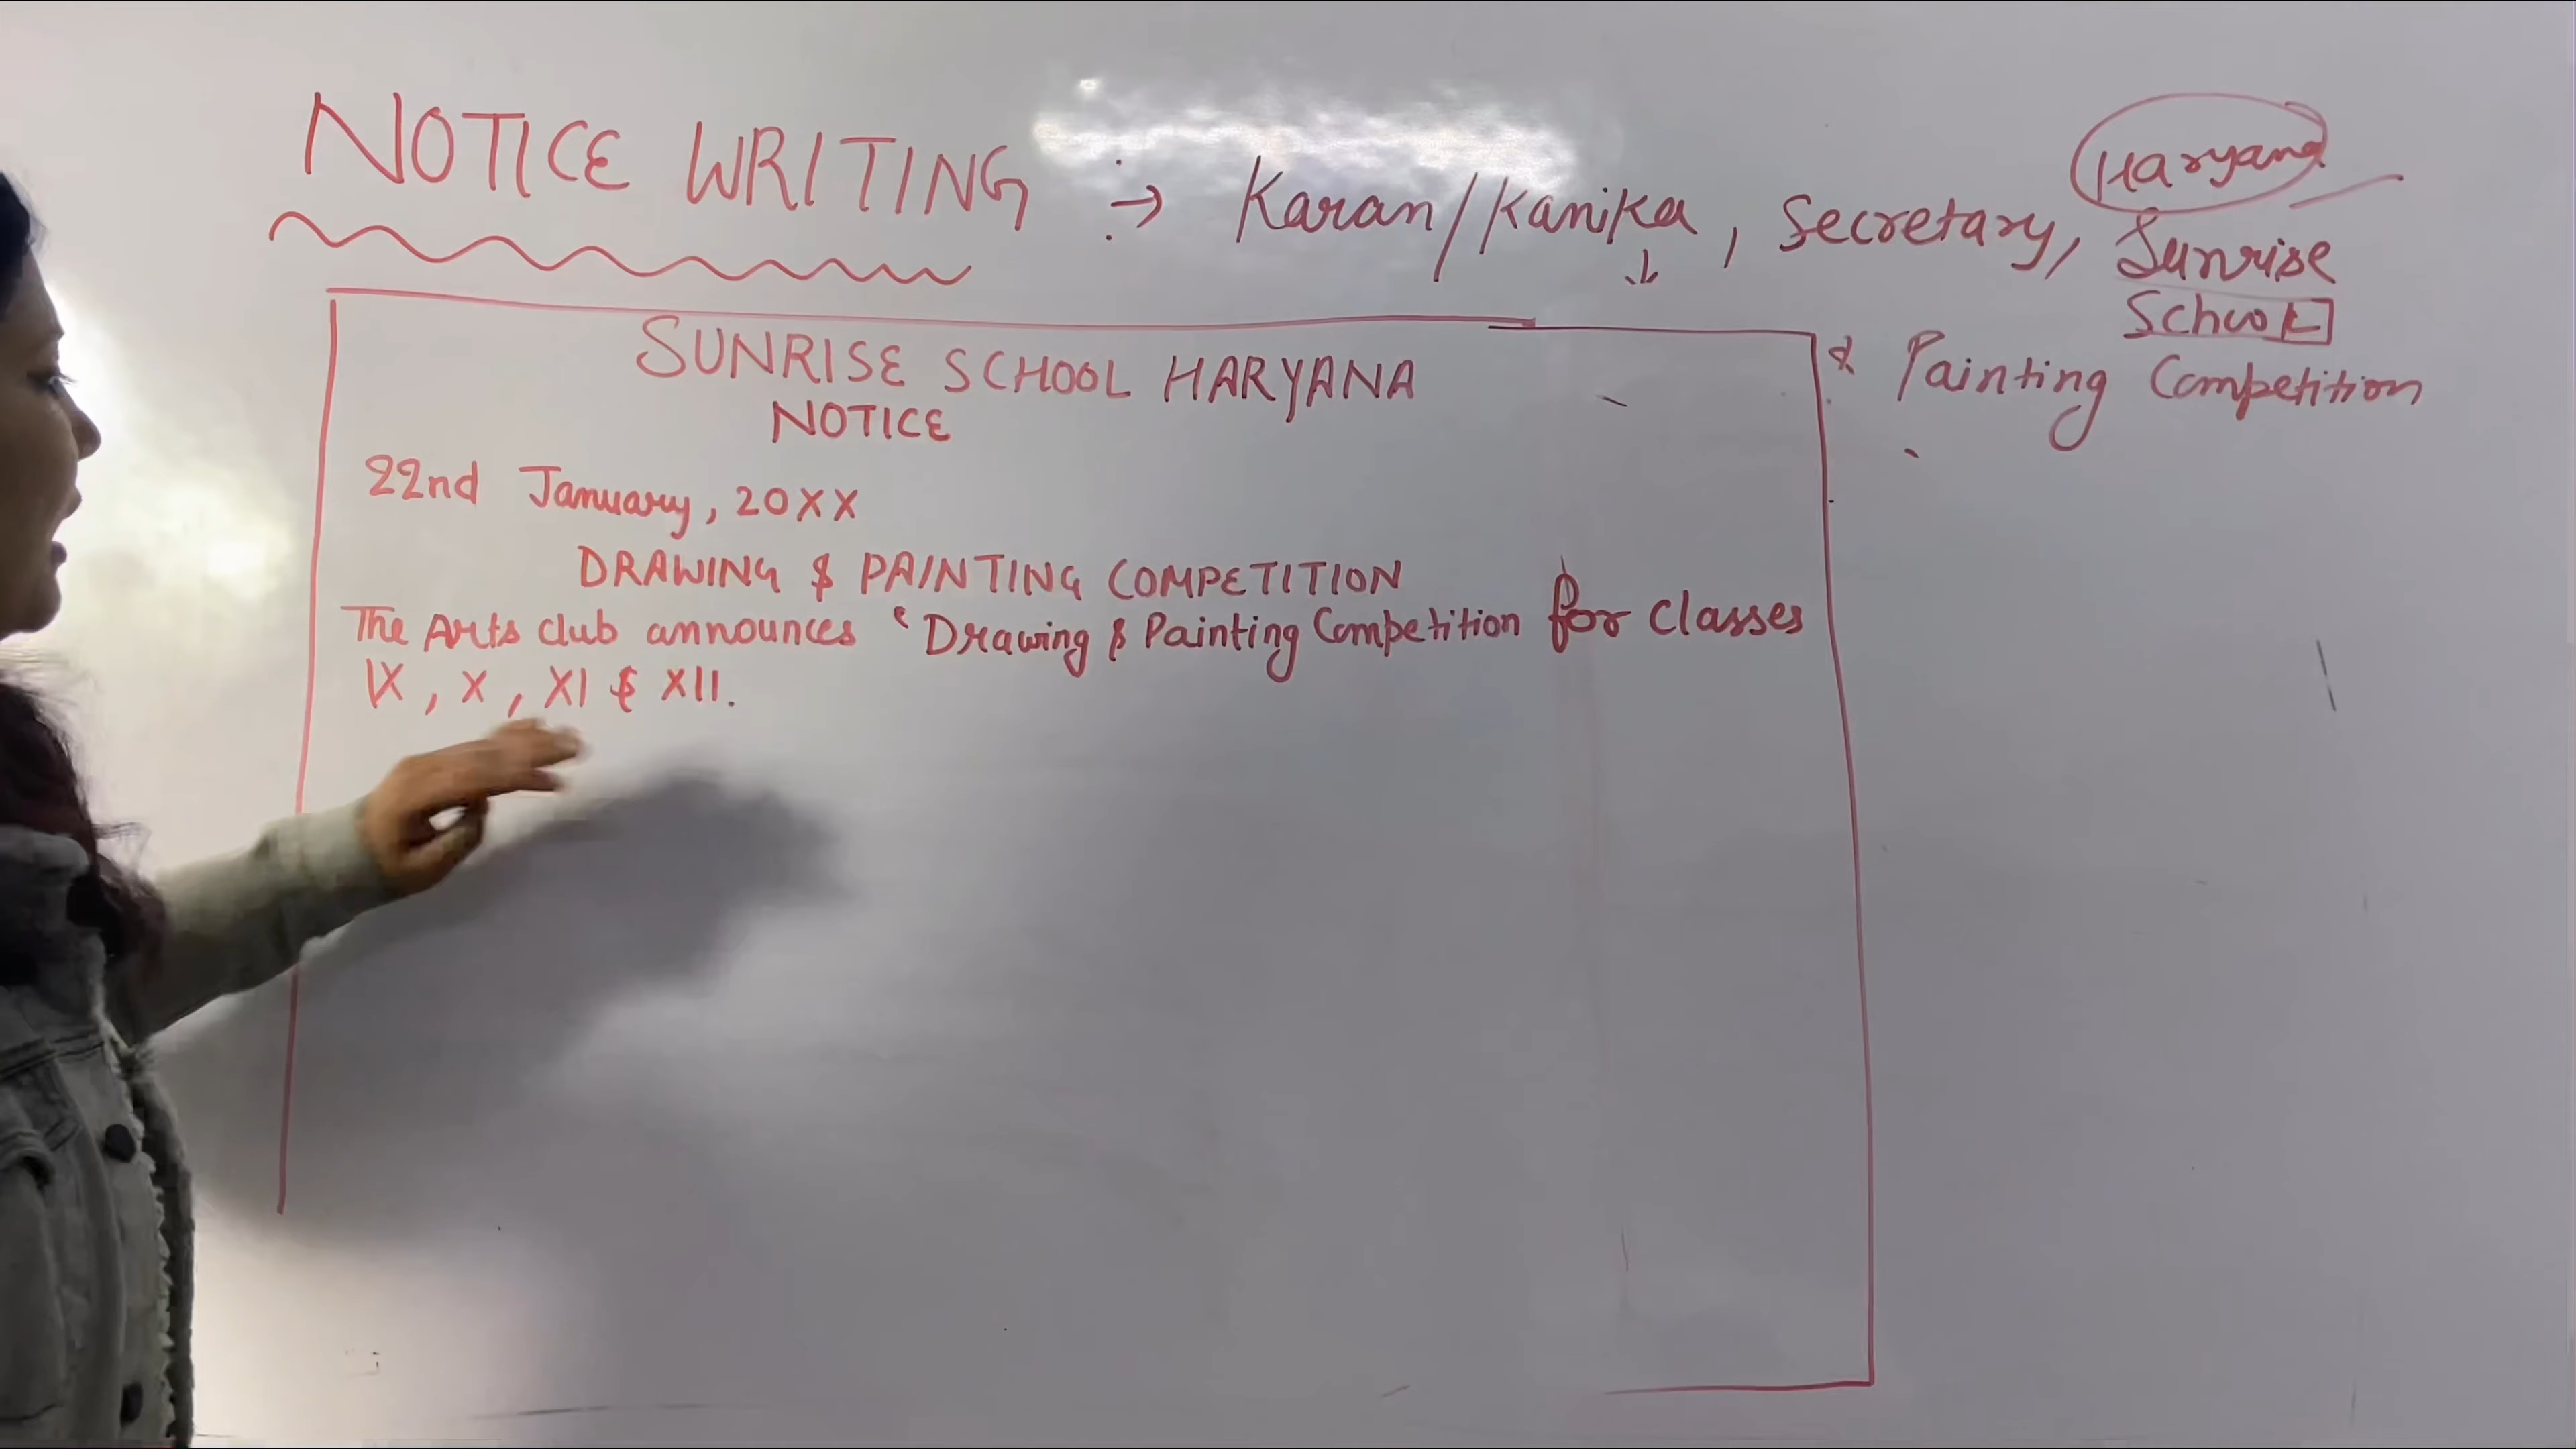 NOTICE WRITING :→ Karan/Kanika, Secretary, Sunrise
Haryana
School
* Painting Competition
SUNRISE SCHOOL HARYANA
NOTICE
22nd January, 20XX
DRAWING & PAINTING COMPETITION
The Arts club announces ‘Drawing & Painting Competition for Classes
IX, X, XI & XII.